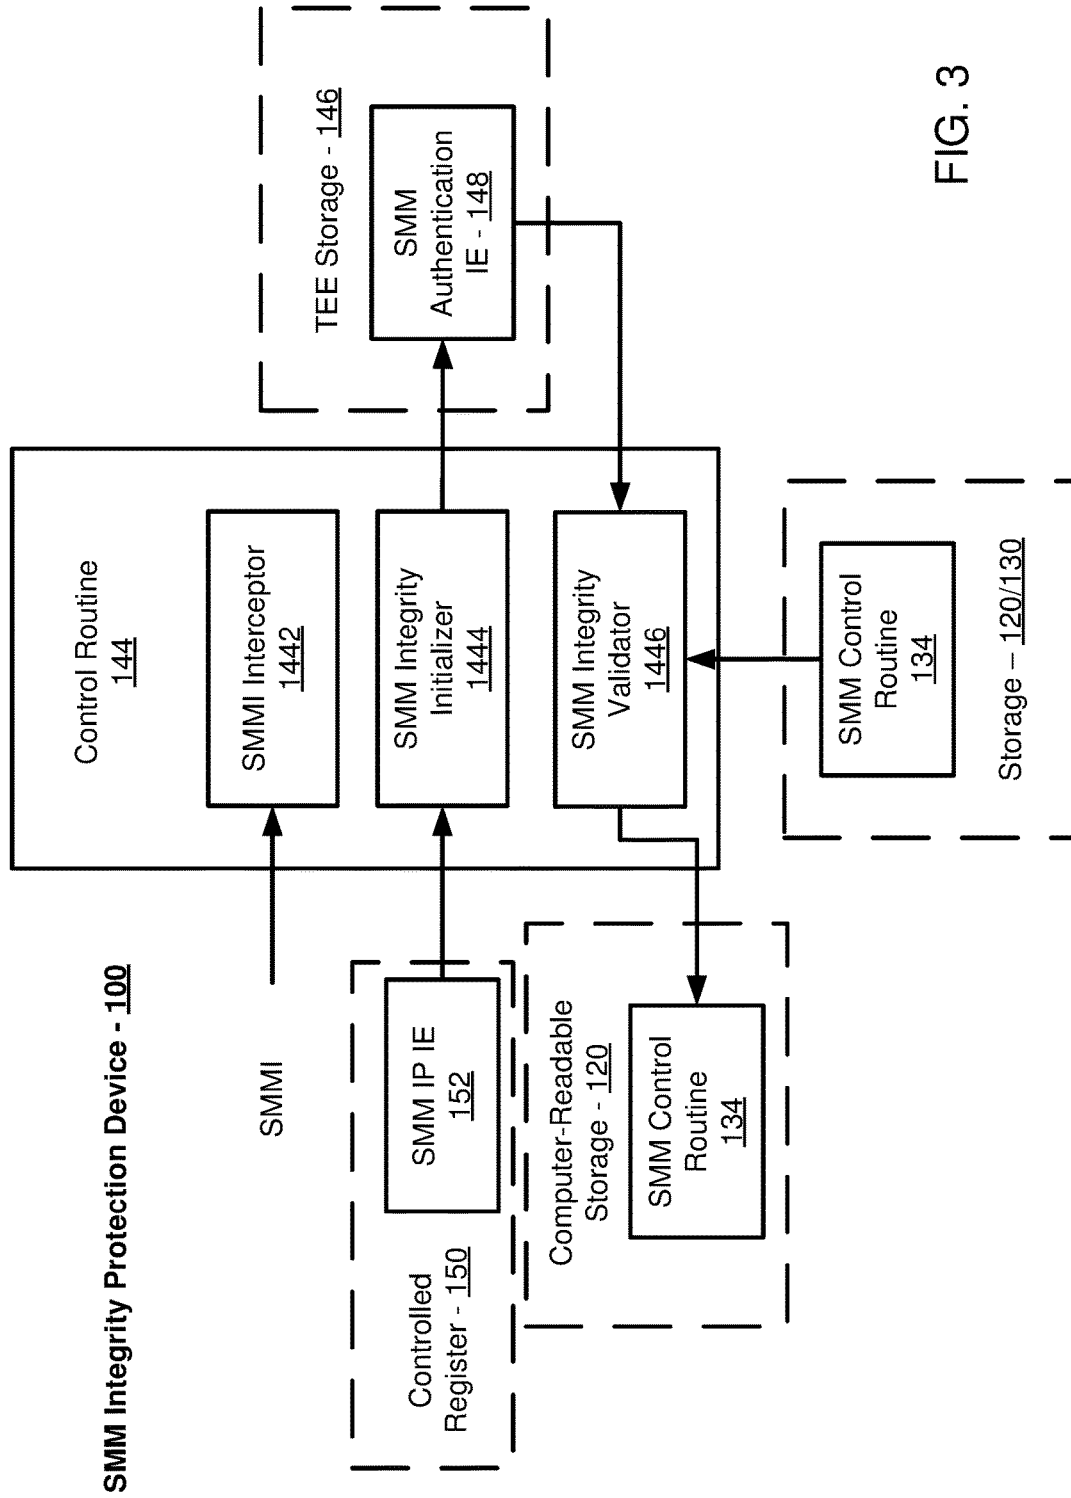 SMM Integrity Protection Device - 100
Control Routine
144
SMMI
SMMI Interceptor
1442
TEE Storage - 146
Controlled
Register - 150
SMM IP IE
152
SMM Integrity
Initializer
1444
SMM
Authentication
IE - 148
Computer-Readable
Storage - 120
SMM Control
Routine
134
SMM Integrity
Validator
1446
SMM Control
Routine
134
Storage – 120/130
FIG. 3